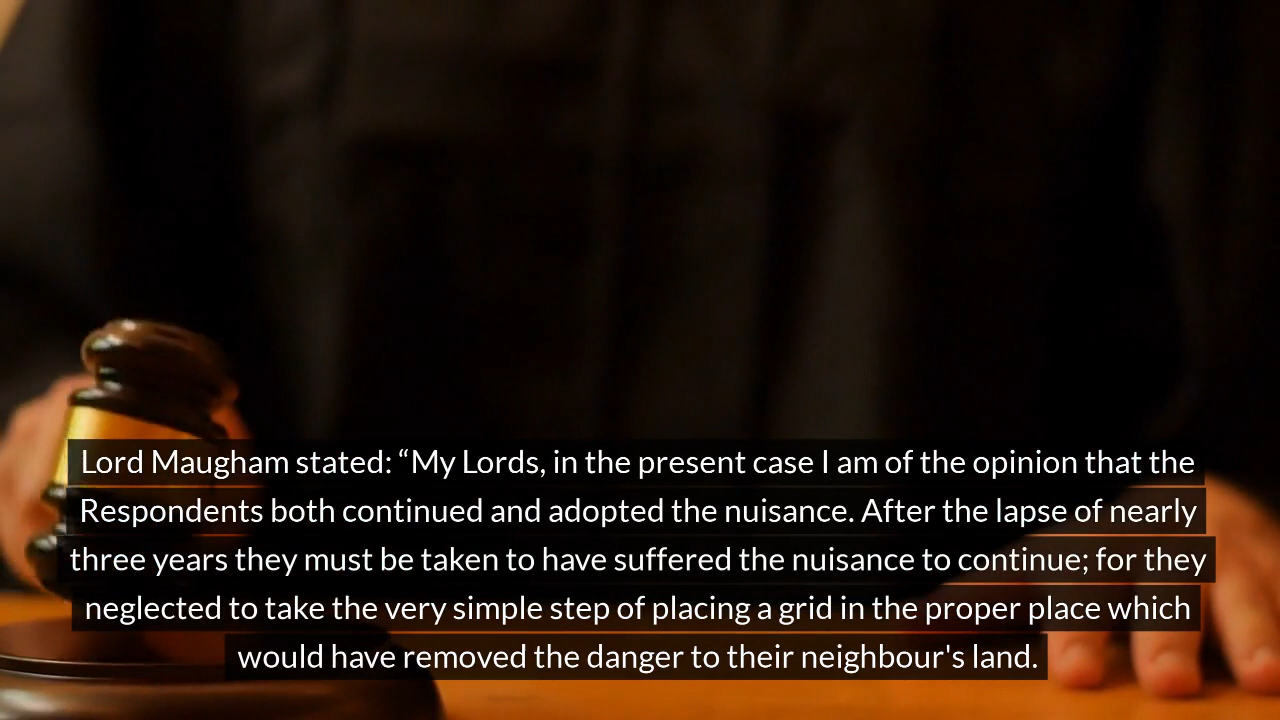 Lord Maugham stated: “My Lords, in the present case I am of the opinion that the
Respondents both continued and adopted the nuisance. After the lapse of nearly
three years they must be taken to have suffered the nuisance to continue; for they
neglected to take the very simple step of placing a grid in the proper place which
would have removed the danger to their neighbour's land.